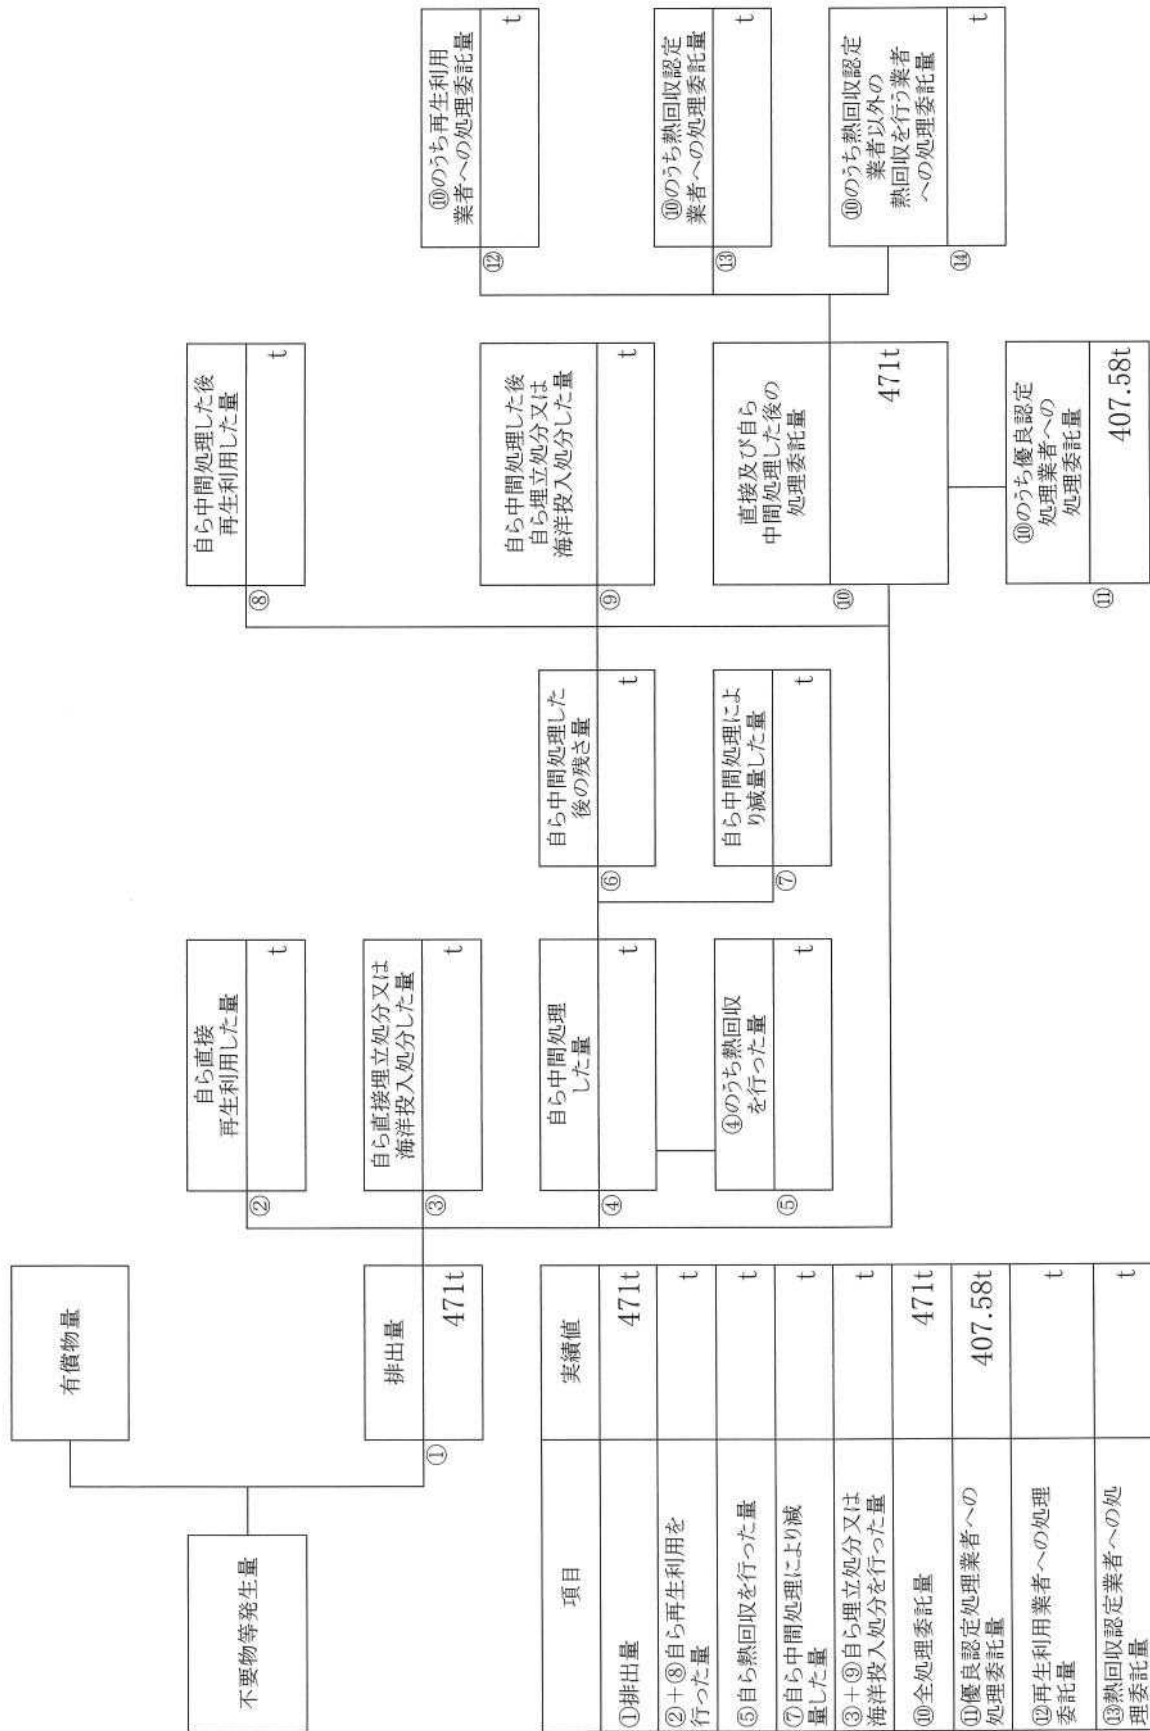 有償物量
不要物等発生量
排出量
①
471t
自ら直接
再生利用した量
②
t
自ら直接埋立処分又は
海洋投入処分した量
③
t
自ら中間処理
した量
④
t
④のうち熱回収
を行った量
⑤
t
自ら中間処理した
後の残さ量
⑥
t
自ら中間処理によ
り減量した量
⑦
t
自ら中間処理した後
再生利用した量
⑧
t
自ら中間処理した後
自ら埋立処分又は
海洋投入処分した量
⑨
t
直接及び自ら
中間処理した後の
処理委託量
⑩
471t
⑩のうち優良認定
処理業者への
処理委託量
⑪
407.58t
⑩のうち再生利用
業者への処理委託量
⑫
t
⑩のうち熱回収認定
業者への処理委託量
⑬
t
⑩のうち熱回収認定
業者以外の
熱回収を行う業者
への処理委託量
⑭
t
項目
実績値
①排出量
471t
②+⑧自ら再生利用を
行った量
t
⑤自ら熱回収を行った量
t
⑦自ら中間処理により減
量した量
t
③+⑨自ら埋立処分又は
海洋投入処分を行った量
t
⑩全処理委託量
471t
⑪優良認定処理業者への
処理委託量
407.58t
⑫再生利用業者への処理
委託量
t
⑬熱回収認定業者への処
理委託量
t